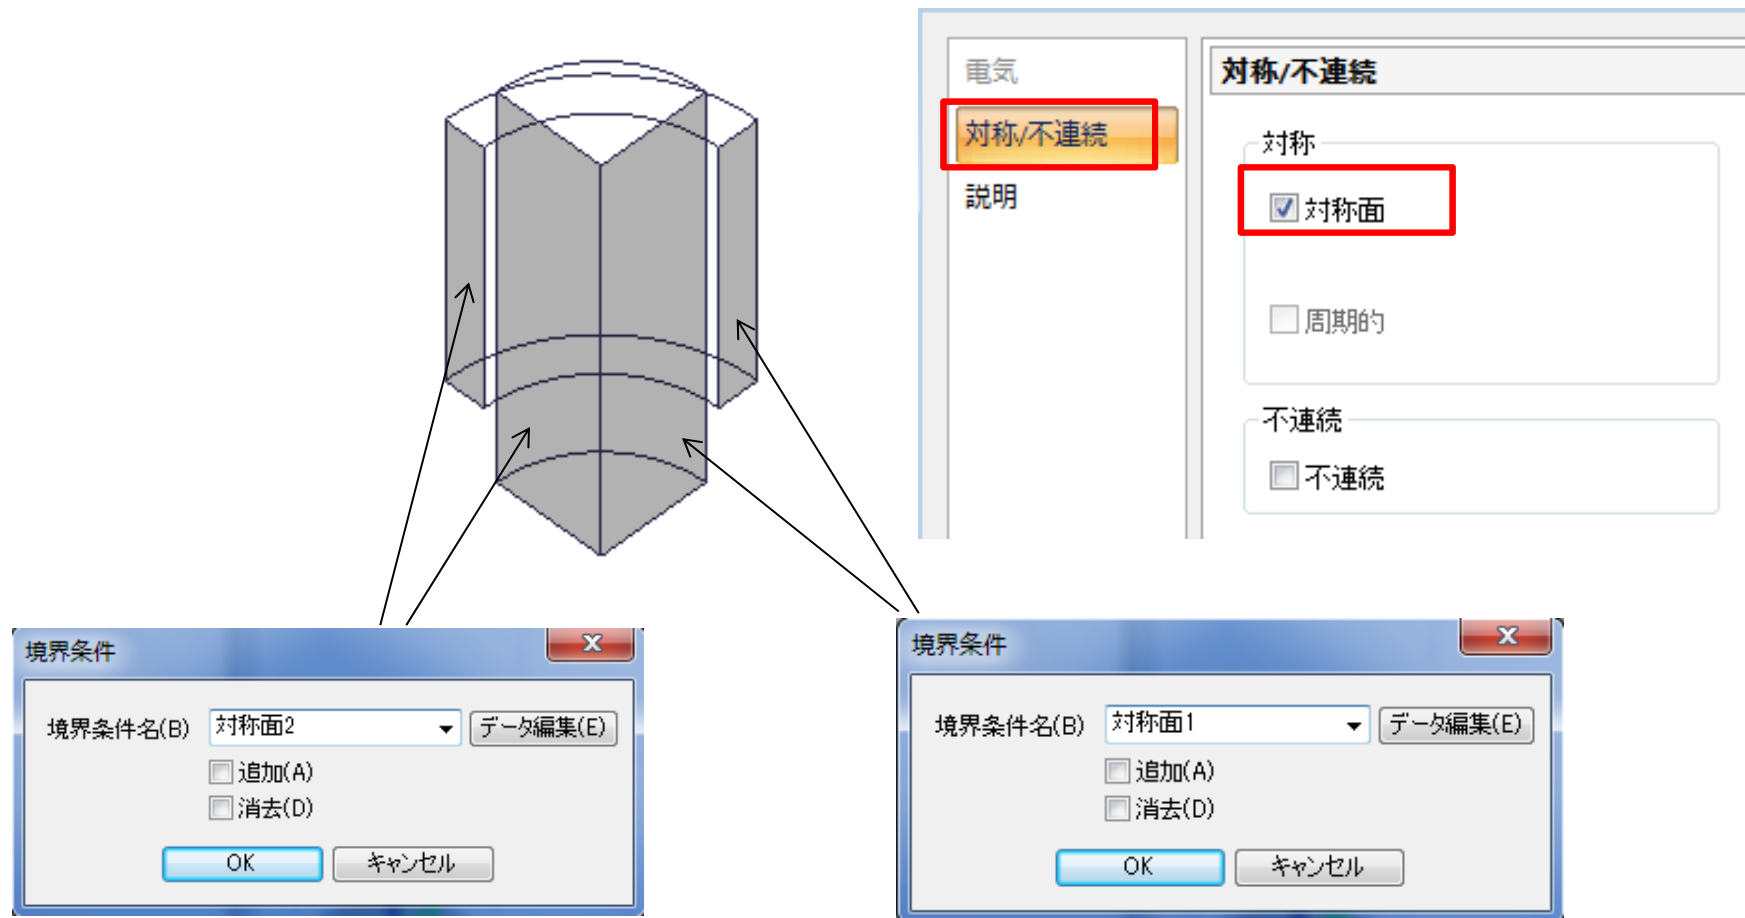 電気
対称/不連続
説明
対称/不連続
対称
対称面
周期的
不連続
不連続
境界条件
境界条件名(B)
対称面2
データ編集(E)
追加(A)
消去(D)
OK
キャンセル
境界条件
境界条件名(B)
対称面1
データ編集(E)
追加(A)
消去(D)
OK
キャンセル